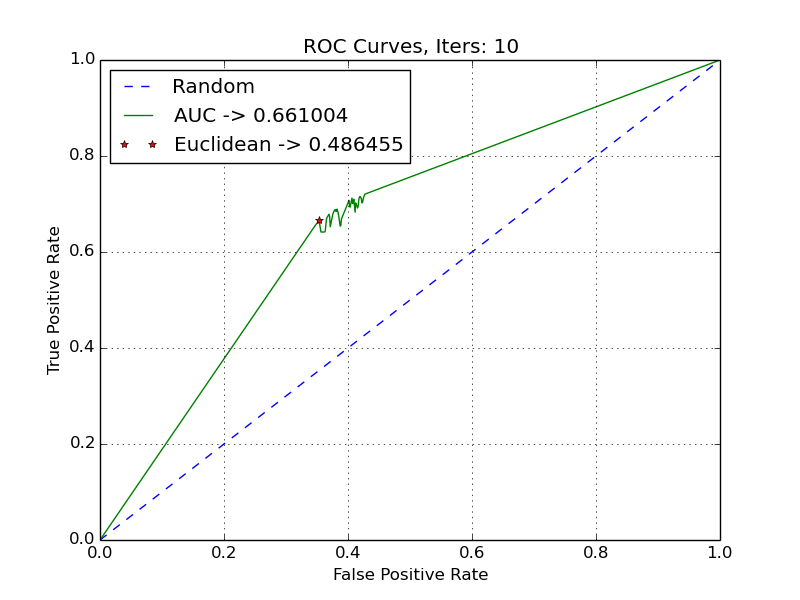 ROC Curves, Iters: 10
Random
AUC -> 0.661004
Euclidean -> 0.486455
True Positive Rate
1.0
0.8
0.6
0.4
0.2
0.0
0.0 0.2 0.4 0.6 0.8 1.0
False Positive Rate